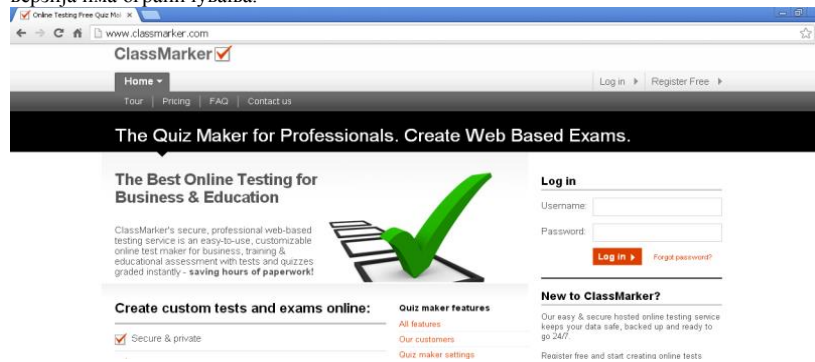 верзија има ограничувања.
Online Testing Free Quiz Mal
www.classmarker.com
ClassMarker
Home
Log in
Register Free
Tour | Pricing | FAQ | Contact us
The Quiz Maker for Professionals. Create Web Based Exams.
The Best Online Testing for
Business & Education
ClassMarker's secure, professional web-based
testing service is an easy-to-use, customizable
online test maker for business, training &
educational assessment with tests and quizzes
graded instantly - saving hours of paperwork!
Log in
Username:
Password:
Log in
Forgot password?
Create custom tests and exams online:
Secure & private
Quiz maker features
All features
Our customers
Quiz maker settings
New to ClassMarker?
Our easy & secure hosted online testing service
keeps your data safe, backed up and ready to
go 24/7.
Register free and start creating online tests